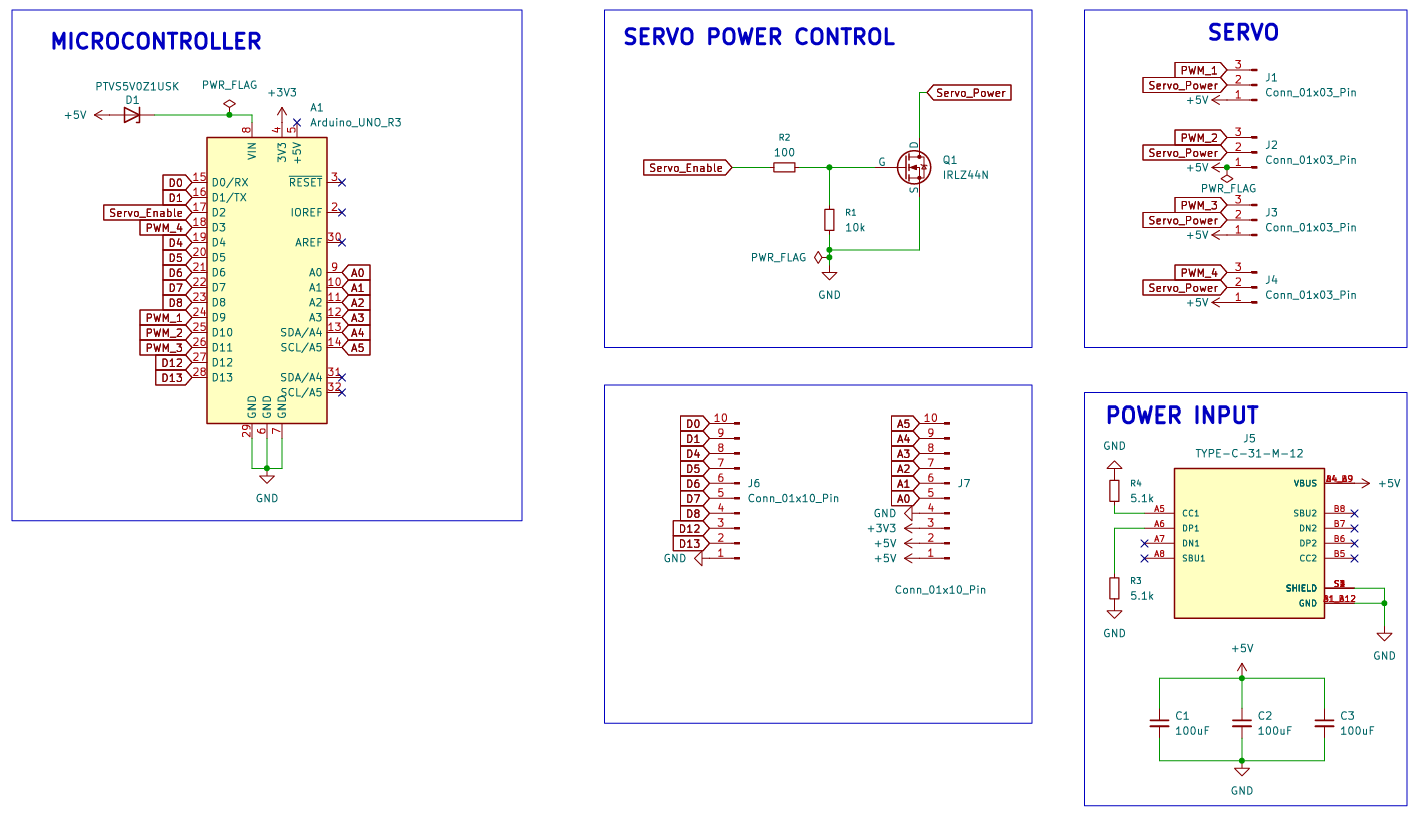 MICROCONTROLLER
PTVS5V0Z1USK
D1
+5V
PWR_FLAG
+3V3
A1
Arduino_UNO_R3
8
4
5
VIN
3V3
+5V
D0 15 D0/RX
D1 16 D1/TX
Servo_Enable 17 D2
PWM_4 18 D3
D4 19 D4
D5 20 D5
D6 21 D6
D7 22 D7
D8 23 D8
PWM_1 24 D9
PWM_2 25 D10
PWM_3 26 D11
D12 27 D12
D13 28 D13
RESET 3
IOREF 2
AREF 30
A0 9 A0
A1 10 A1
A2 11 A2
A3 12 A3
SDA/A4 13 A4
SCL/A5 14 A5
SDA/A4 31
SCL/A5 32
GND
GND
GND
29
6
7
GND
SERVO POWER CONTROL
Servo_Power
R2
100
Servo_Enable
G
D
S
Q1
IRLZ44N
R1
10k
PWR_FLAG
GND
SERVO
PWM_1 3
Servo_Power 2
+5V 1
J1
Conn_01x03_Pin
PWM_2 3
Servo_Power 2
+5V 1
J2
Conn_01x03_Pin
PWR_FLAG
PWM_3 3
Servo_Power 2
+5V 1
J3
Conn_01x03_Pin
PWM_4 3
Servo_Power 2
+5V 1
J4
Conn_01x03_Pin
D0 10
D1 9
D4 8
D5 7
D6 6
D7 5
D8 4
D12 3
D13 2
GND 1
J6
Conn_01x10_Pin
A5 10
A4 9
A3 8
A2 7
A1 6
A0 5
GND 4
+3V3 3
+5V 2
+5V 1
J7
Conn_01x10_Pin
POWER INPUT
J5
TYPE-C-31-M-12
GND
R4
5.1k
A5 CC1
A6 DP1
A7 DN1
A8 SBU1
R3
5.1k
GND
VBUS
+5V
SBU2 B8
DN2 B7
DP2 B6
CC2 B5
SHIELD
GND
GND
+5V
C1
100uF
C2
100uF
C3
100uF
GND